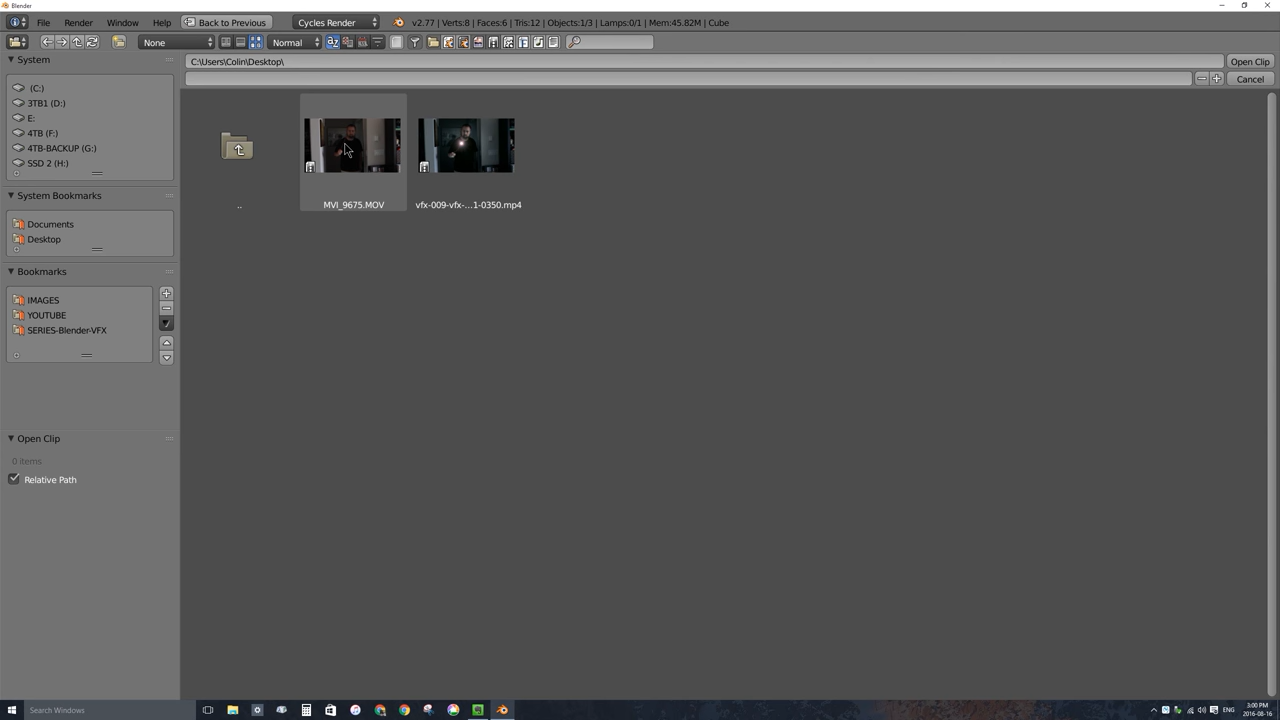 Blender
File Render Window Help Back to Previous Cycles Render v2.77 | Verts:8 | Faces:6 | Tris:12 | Objects:1/3 | Lamps:0/1 | Mem:45.82M | Cube
None Normal
System
C:\Users\Colin\Desktop\ Open Clip
Cancel
(C:)
3TB1 (D:)
E:
4TB (F:)
4TB-BACKUP (G:)
SSD 2 (H:)
.. MVI_9675.MOV vfx-009-vfx-...1-0350.mp4
System Bookmarks
Documents
Desktop
Bookmarks
IMAGES
YOUTUBE
SERIES-Blender-VFX
Open Clip
0 items
Relative Path
Search Windows ENG 3:00 PM
2016-08-16